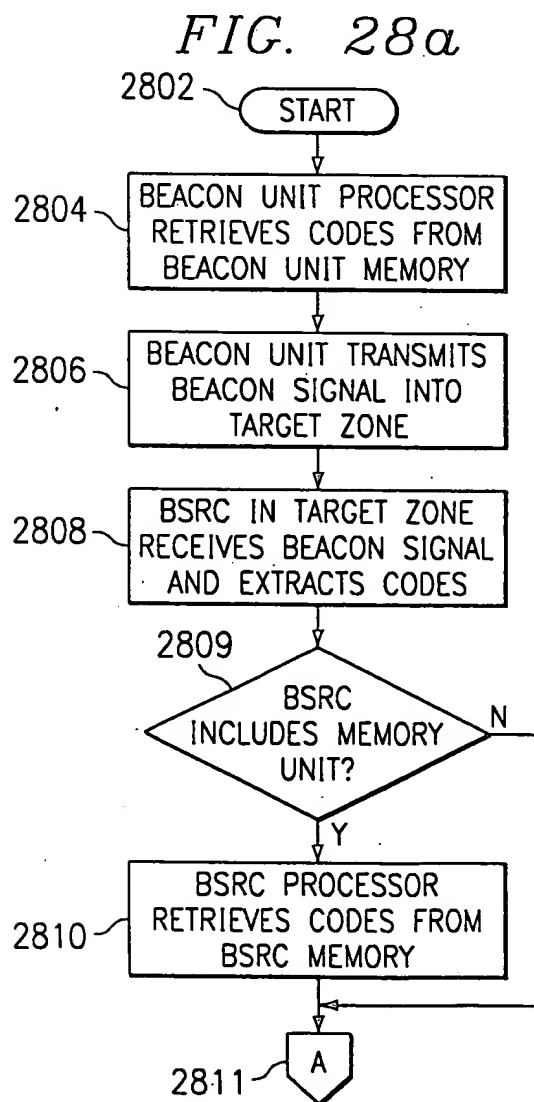 FIG. 28a
2802
START
2804
BEACON UNIT PROCESSOR
RETRIEVES CODES FROM
BEACON UNIT MEMORY
2806
BEACON UNIT TRANSMITS
BEACON SIGNAL INTO
TARGET ZONE
2808
BSRC IN TARGET ZONE
RECEIVES BEACON SIGNAL
AND EXTRACTS CODES
2809
BSRC
INCLUDES MEMORY
UNIT?
N
Y
2810
BSRC PROCESSOR
RETRIEVES CODES FROM
BSRC MEMORY
A
2811